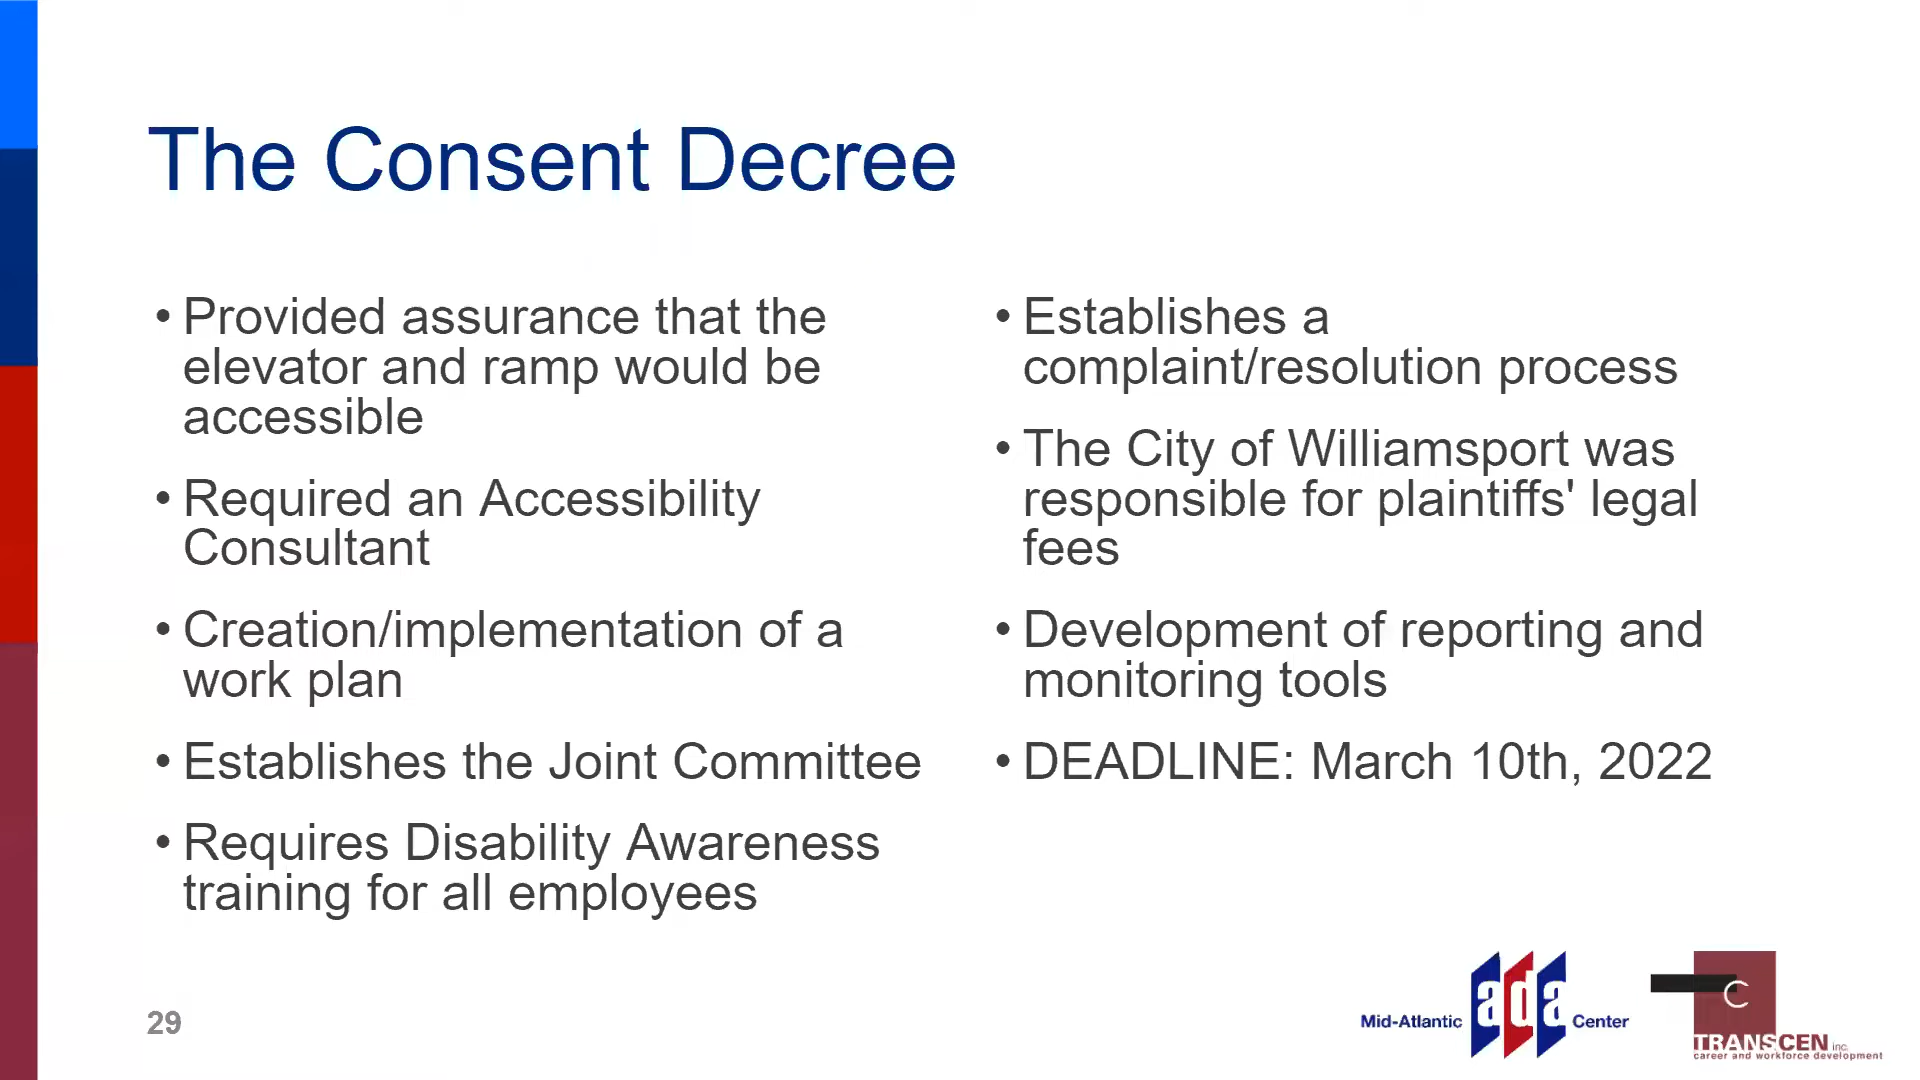 The Consent Decree
• Provided assurance that the
elevator and ramp would be
accessible
• Required an Accessibility
Consultant
• Creation/implementation of a
work plan
• Establishes the Joint Committee
• Requires Disability Awareness
training for all employees
• Establishes a
complaint/resolution process
• The City of Williamsport was
responsible for plaintiffs' legal
fees
• Development of reporting and
monitoring tools
• DEADLINE: March 10th, 2022
29
Mid-Atlantic ada Center
C
TRANSCEN inc.
career and workforce development